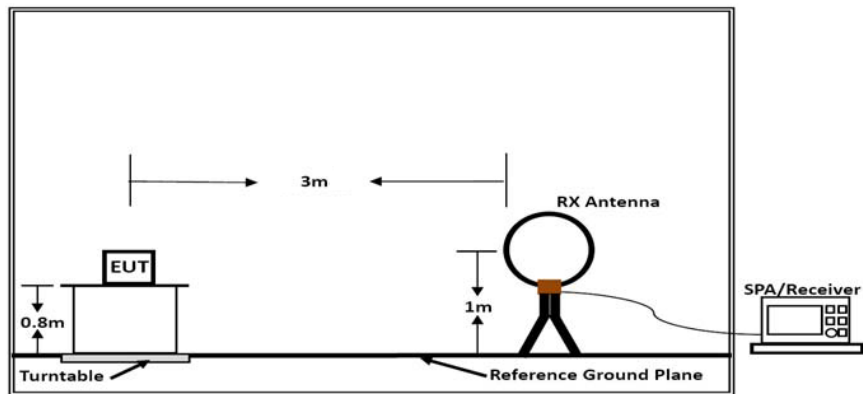 3m
RX Antenna
EUT
SPA/Receiver
0.8m
1m
Turntable
Reference Ground Plane